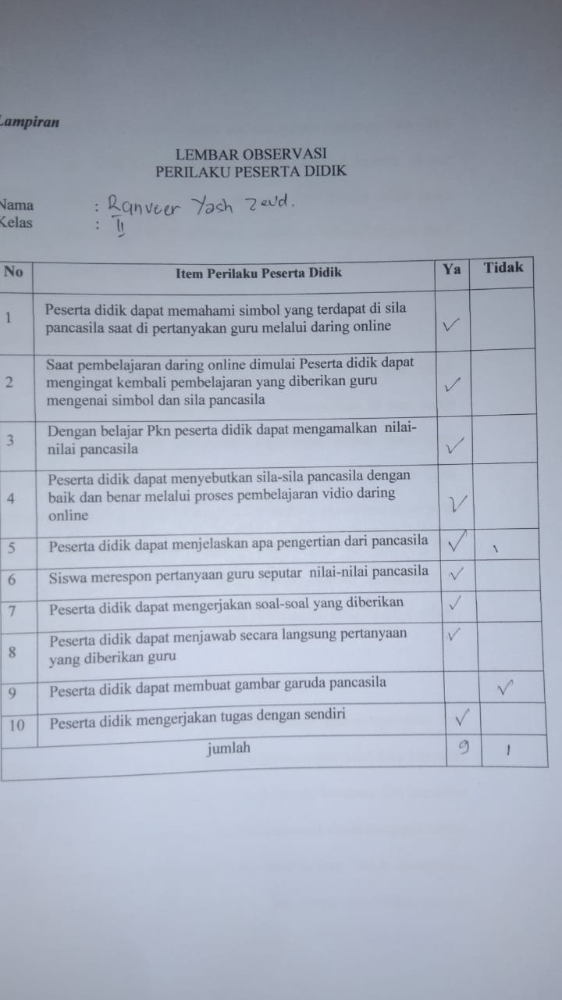 Lampiran
LEMBAR OBSERVASI
PERILAKU PESERTA DIDIK
Nama : Ranveer Yash Zevd.
Kelas : II
No Item Perilaku Peserta Didik Ya Tidak
1 Peserta didik dapat memahami simbol yang terdapat di sila
pancasila saat di pertanyakan guru melalui daring online ✓
2 Saat pembelajaran daring online dimulai Peserta didik dapat
mengingat kembali pembelajaran yang diberikan guru ✓
mengenai simbol dan sila pancasila
3 Dengan belajar Pkn peserta didik dapat mengamalkan nilai-
nilai pancasila ✓
4 Peserta didik dapat menyebutkan sila-sila pancasila dengan
baik dan benar melalui proses pembelajaran vidio daring ✓
online
5 Peserta didik dapat menjelaskan apa pengertian dari pancasila ✓
6 Siswa merespon pertanyaan guru seputar nilai-nilai pancasila ✓
7 Peserta didik dapat mengerjakan soal-soal yang diberikan ✓
8 Peserta didik dapat menjawab secara langsung pertanyaan ✓
yang diberikan guru
9 Peserta didik dapat membuat gambar garuda pancasila ✓
10 Peserta didik mengerjakan tugas dengan sendiri ✓
jumlah 9 1